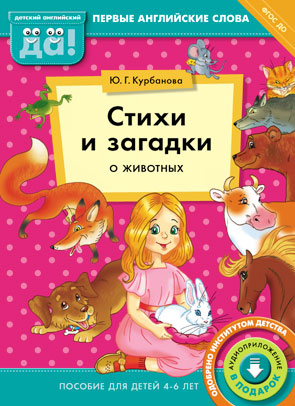 детский английский
ДА!
ПЕРВЫЕ АНГЛИЙСКИЕ СЛОВА
ФГОС ДО
Ю. Г. Курбанова
Стихи и загадки
О ЖИВОТНЫХ
ОДОБРЕНО ИНСТИТУТОМ ДЕТСТВА
АУДИОПРИЛОЖЕНИЕ
В ПОДАРОК
ПОСОБИЕ ДЛЯ ДЕТЕЙ 4-6 ЛЕТ